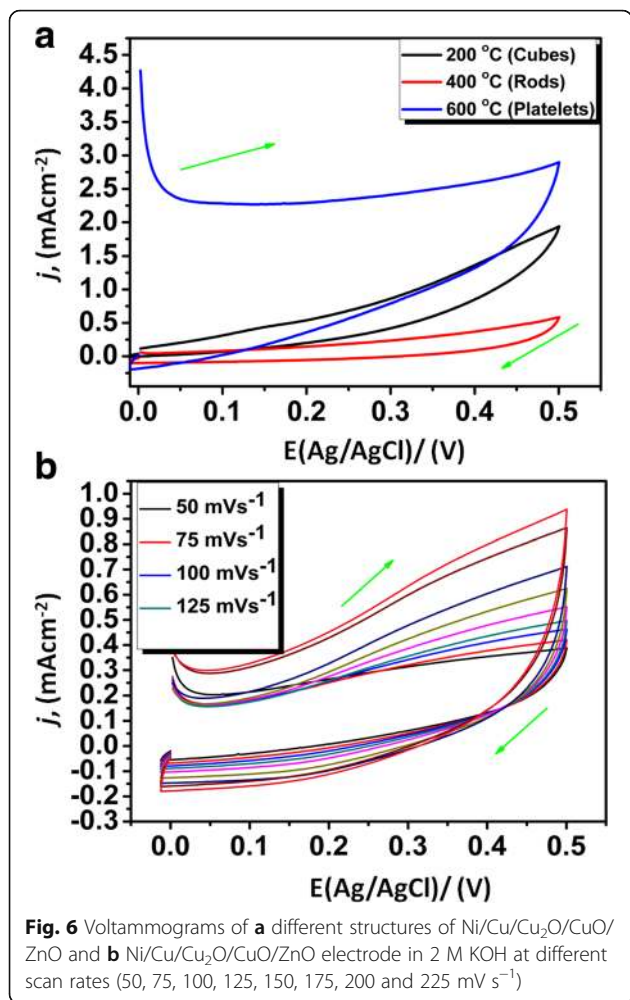 a
4.5
4.0
3.5
3.0
2.5
2.0
1.5
1.0
0.5
0.0
j, (mAcm-2)
200 °C (Cubes)
400 °C (Rods)
600 °C (Platelets)
0.0 0.1 0.2 0.3 0.4 0.5
E(Ag/AgCl)/ (V)
b
1.0
0.9
0.8
0.7
0.6
0.5
0.4
0.3
0.2
0.1
0.0
-0.1
-0.2
-0.3
j, (mAcm-2)
50 mVs-1
75 mVs-1
100 mVs-1
125 mVs-1
0.0 0.1 0.2 0.3 0.4 0.5
E(Ag/AgCl)/ (V)
Fig. 6 Voltammograms of a different structures of Ni/Cu/Cu₂O/CuO/
ZnO and b Ni/Cu/Cu₂O/CuO/ZnO electrode in 2 M KOH at different
scan rates (50, 75, 100, 125, 150, 175, 200 and 225 mV s⁻¹)